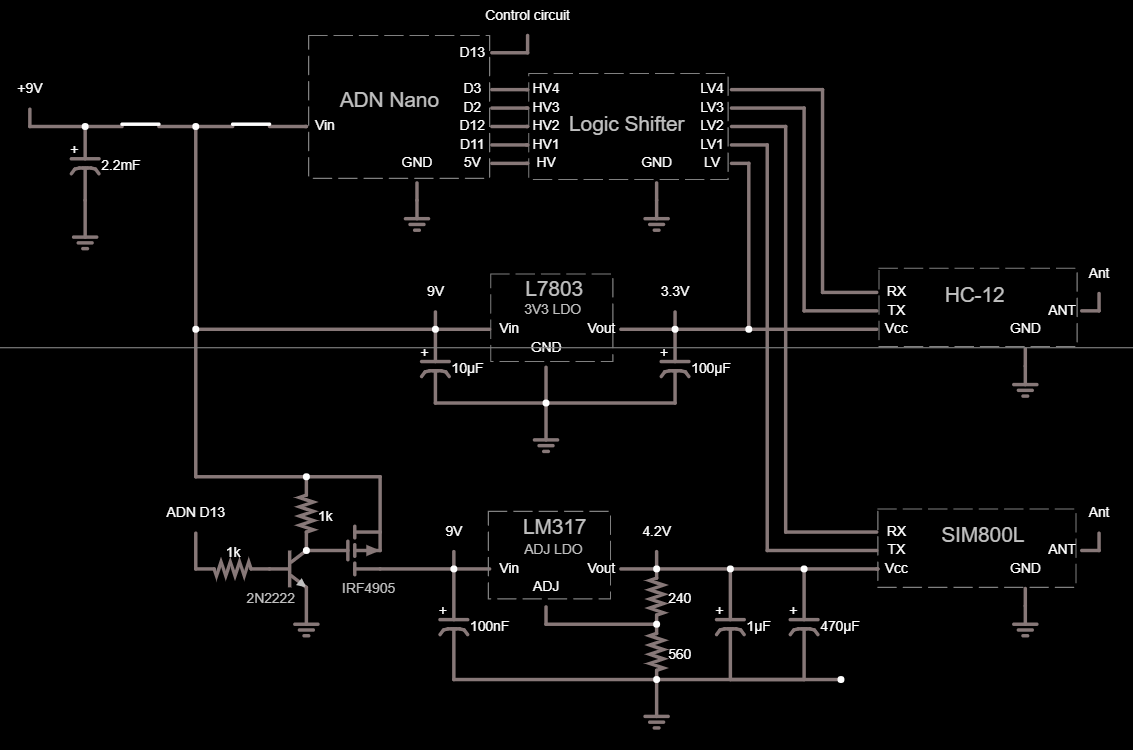 Control circuit
D13
+9V
ADN Nano
D3
HV4
LV4
D2
HV3
LV3
Vin
D12
HV2
Logic Shifter
LV2
D11
HV1
LV1
+
2.2mF
GND
5V
HV
GND
LV
Ant
9V
L7803
3.3V
RX
HC-12
3V3 LDO
TX
ANT
Vin
Vout
Vcc
GND
GND
+
10μF
+
100μF
ADN D13
1k
9V
LM317
4.2V
Ant
RX
SIM800L
1k
ADJ LDO
TX
ANT
Vin
Vout
Vcc
GND
IRF4905
ADJ
2N2222
240
+
100nF
+
1μF
+
470μF
560